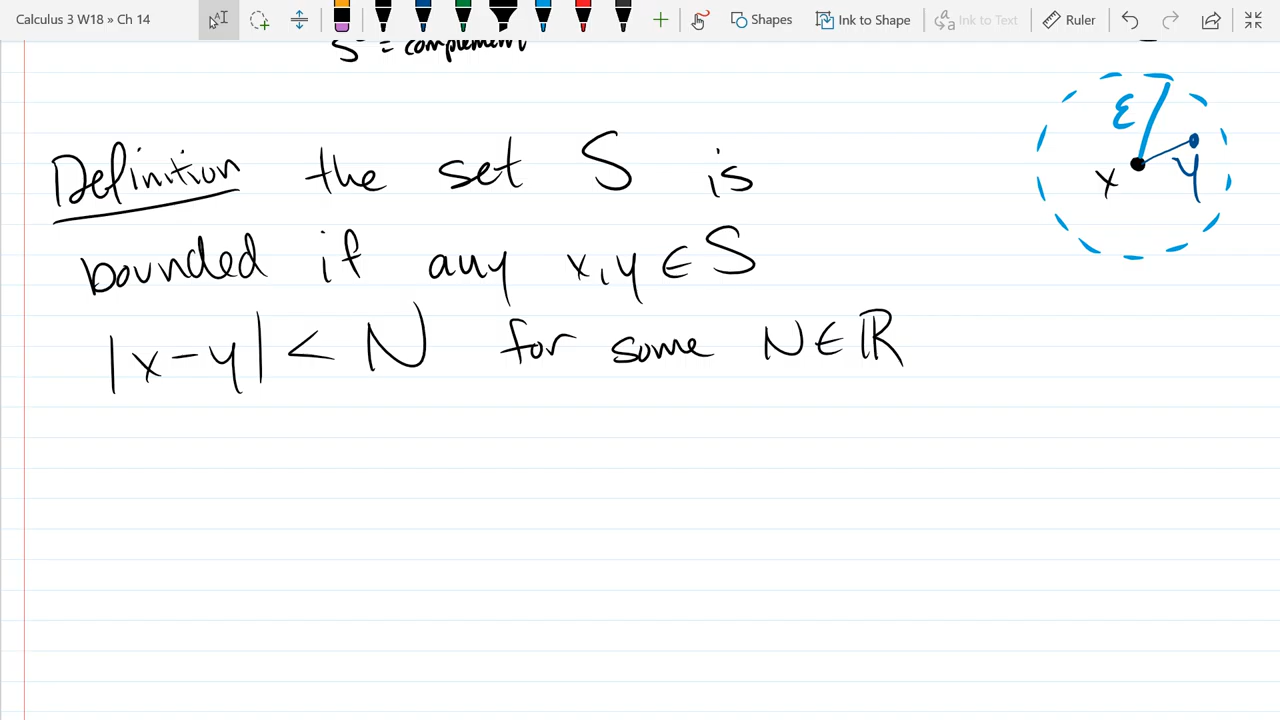 Calculus 3 W18 » Ch 14
Shapes
Ink to Shape
Ink to Text
Ruler
= complement
ε
x
y
Definition the set S is
bounded if any x, y ∈ S
|x - y| < N for some N ∈ ℝ